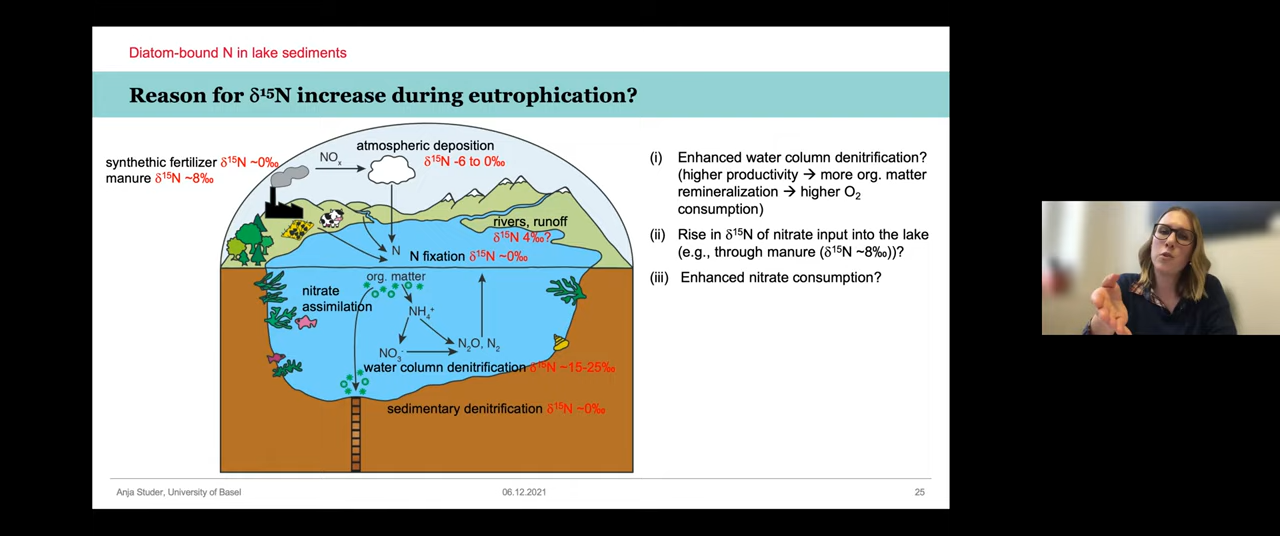 Diatom-bound N in lake sediments
Reason for δ¹⁵N increase during eutrophication?
synthethic fertilizer δ¹⁵N ~0‰
manure δ¹⁵N ~8‰
NOₓ
atmospheric deposition
δ¹⁵N -6 to 0‰
rivers, runoff
δ¹⁵N 4‰?
N
N fixation δ¹⁵N ~0‰
org. matter
nitrate
assimilation
NH₄⁺
NO₃⁻
N₂O, N₂
water column denitrification δ¹⁵N ~15-25‰
sedimentary denitrification δ¹⁵N ~0‰
(i) Enhanced water column denitrification?
(higher productivity → more org. matter
remineralization → higher O₂
consumption)
(ii) Rise in δ¹⁵N of nitrate input into the lake
(e.g., through manure (δ¹⁵N ~8‰))?
(iii) Enhanced nitrate consumption?
Anja Studer, University of Basel
06.12.2021
25